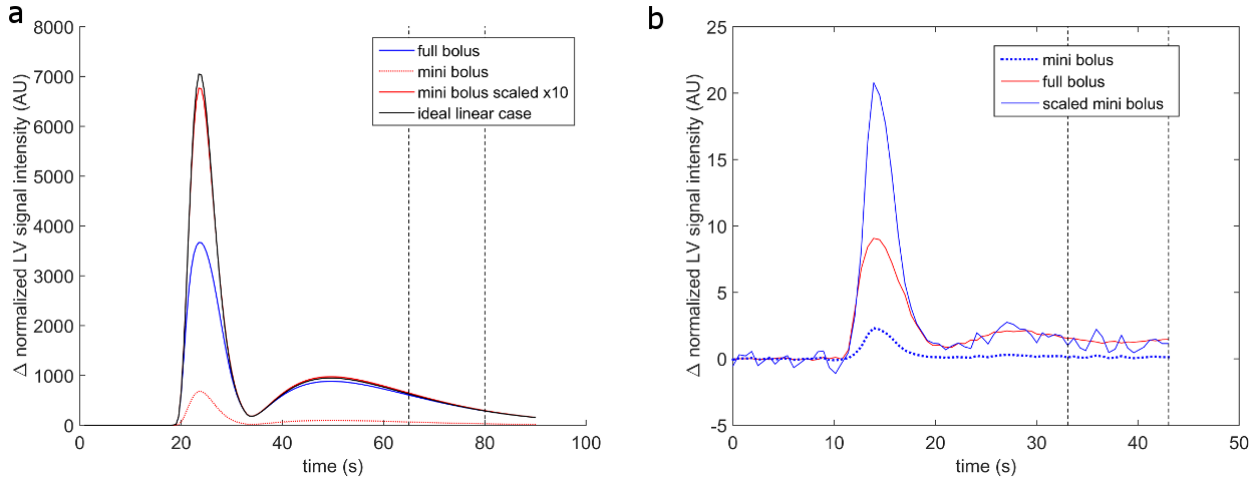 a
8000
7000
6000
5000
4000
3000
2000
1000
0
Δ normalized LV signal intensity (AU)
full bolus
mini bolus
mini bolus scaled x10
ideal linear case
0 20 40 60 80 100
time (s)
b
25
20
15
10
5
0
-5
Δ normalized LV signal intensity (AU)
mini bolus
full bolus
scaled mini bolus
0 10 20 30 40 50
time (s)